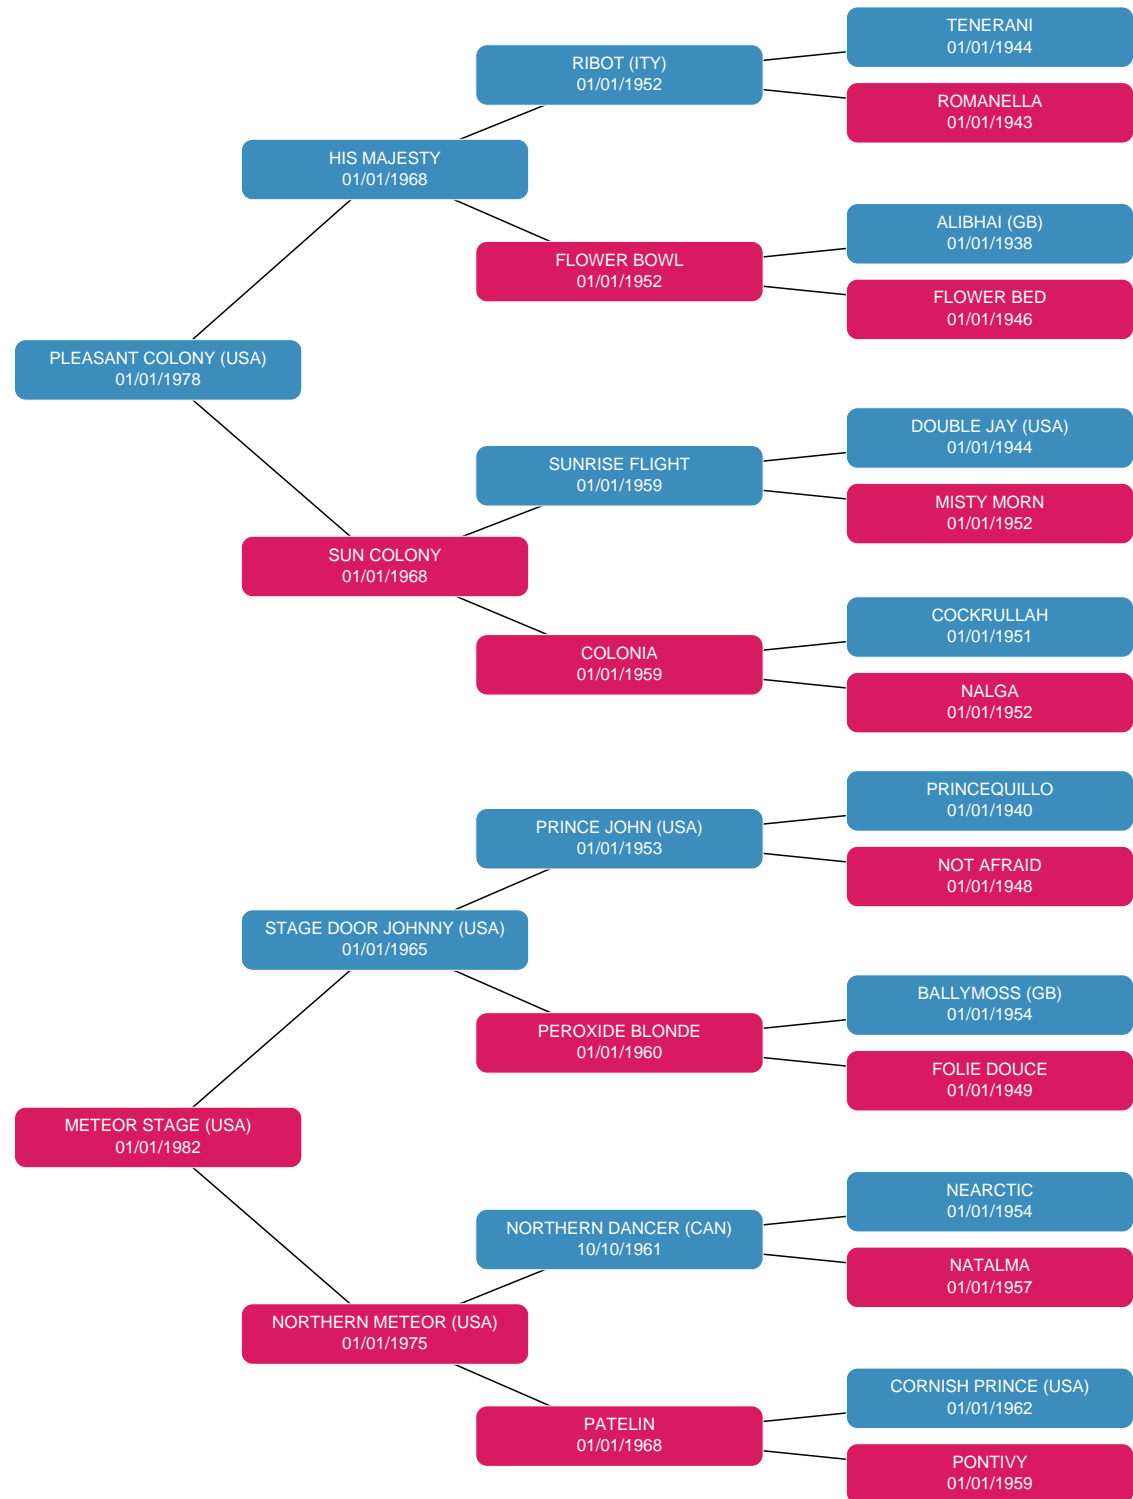 TENERANI
01/01/1944
RIBOT (ITY)
01/01/1952
ROMANELLA
01/01/1943
HIS MAJESTY
01/01/1968
ALIBHAI (GB)
01/01/1938
FLOWER BOWL
01/01/1952
FLOWER BED
01/01/1946
PLEASANT COLONY (USA)
01/01/1978
DOUBLE JAY (USA)
01/01/1944
SUNRISE FLIGHT
01/01/1959
MISTY MORN
01/01/1952
SUN COLONY
01/01/1968
COCKRULLAH
01/01/1951
COLONIA
01/01/1959
NALGA
01/01/1952
PRINCEQUILLO
01/01/1940
PRINCE JOHN (USA)
01/01/1953
NOT AFRAID
01/01/1948
STAGE DOOR JOHNNY (USA)
01/01/1965
BALLYMOSS (GB)
01/01/1954
PEROXIDE BLONDE
01/01/1960
FOLIE DOUCE
01/01/1949
METEOR STAGE (USA)
01/01/1982
NEARCTIC
01/01/1954
NORTHERN DANCER (CAN)
10/10/1961
NATALMA
01/01/1957
NORTHERN METEOR (USA)
01/01/1975
CORNISH PRINCE (USA)
01/01/1962
PATELIN
01/01/1968
PONTIVY
01/01/1959